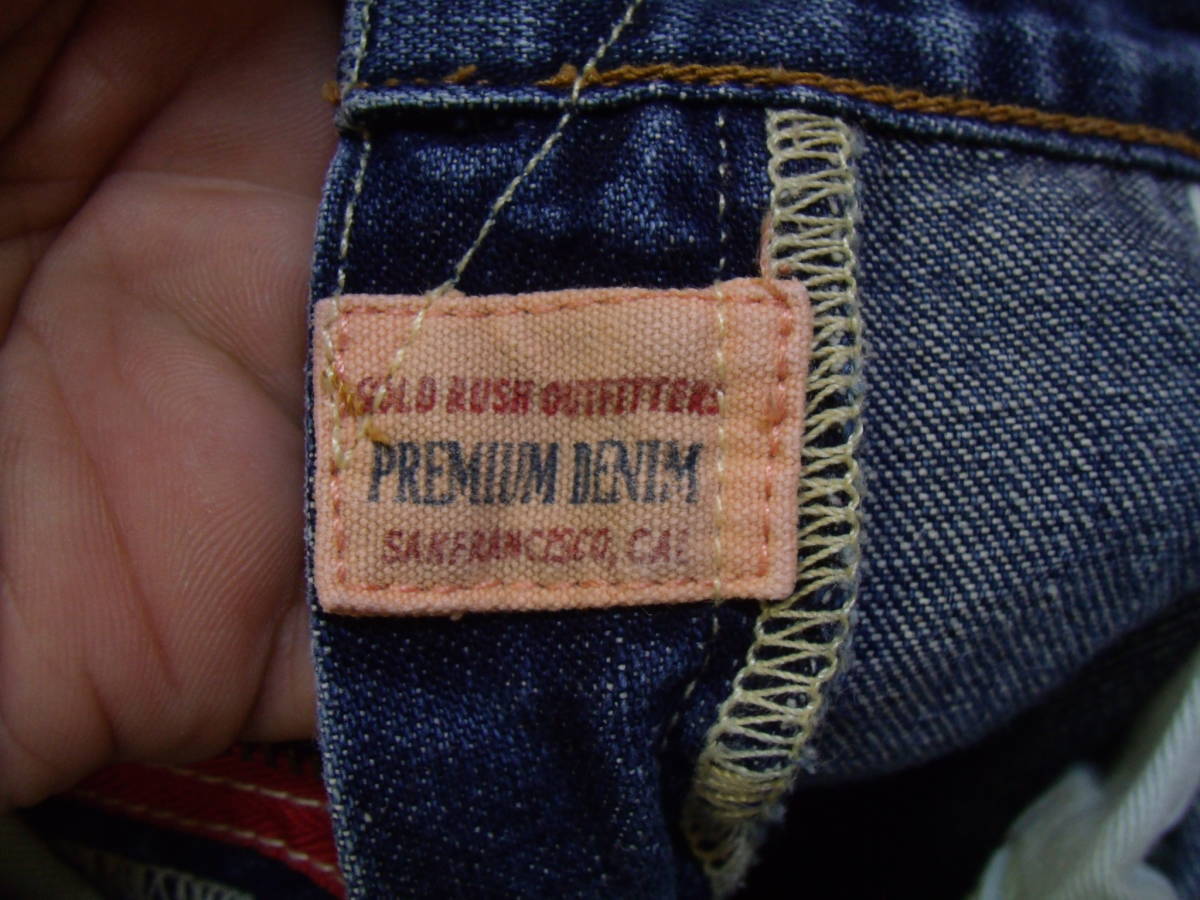 GOLD RUSH OUTFITTERS
PREMIUM DENIM
SAN FRANCISCO, CAL